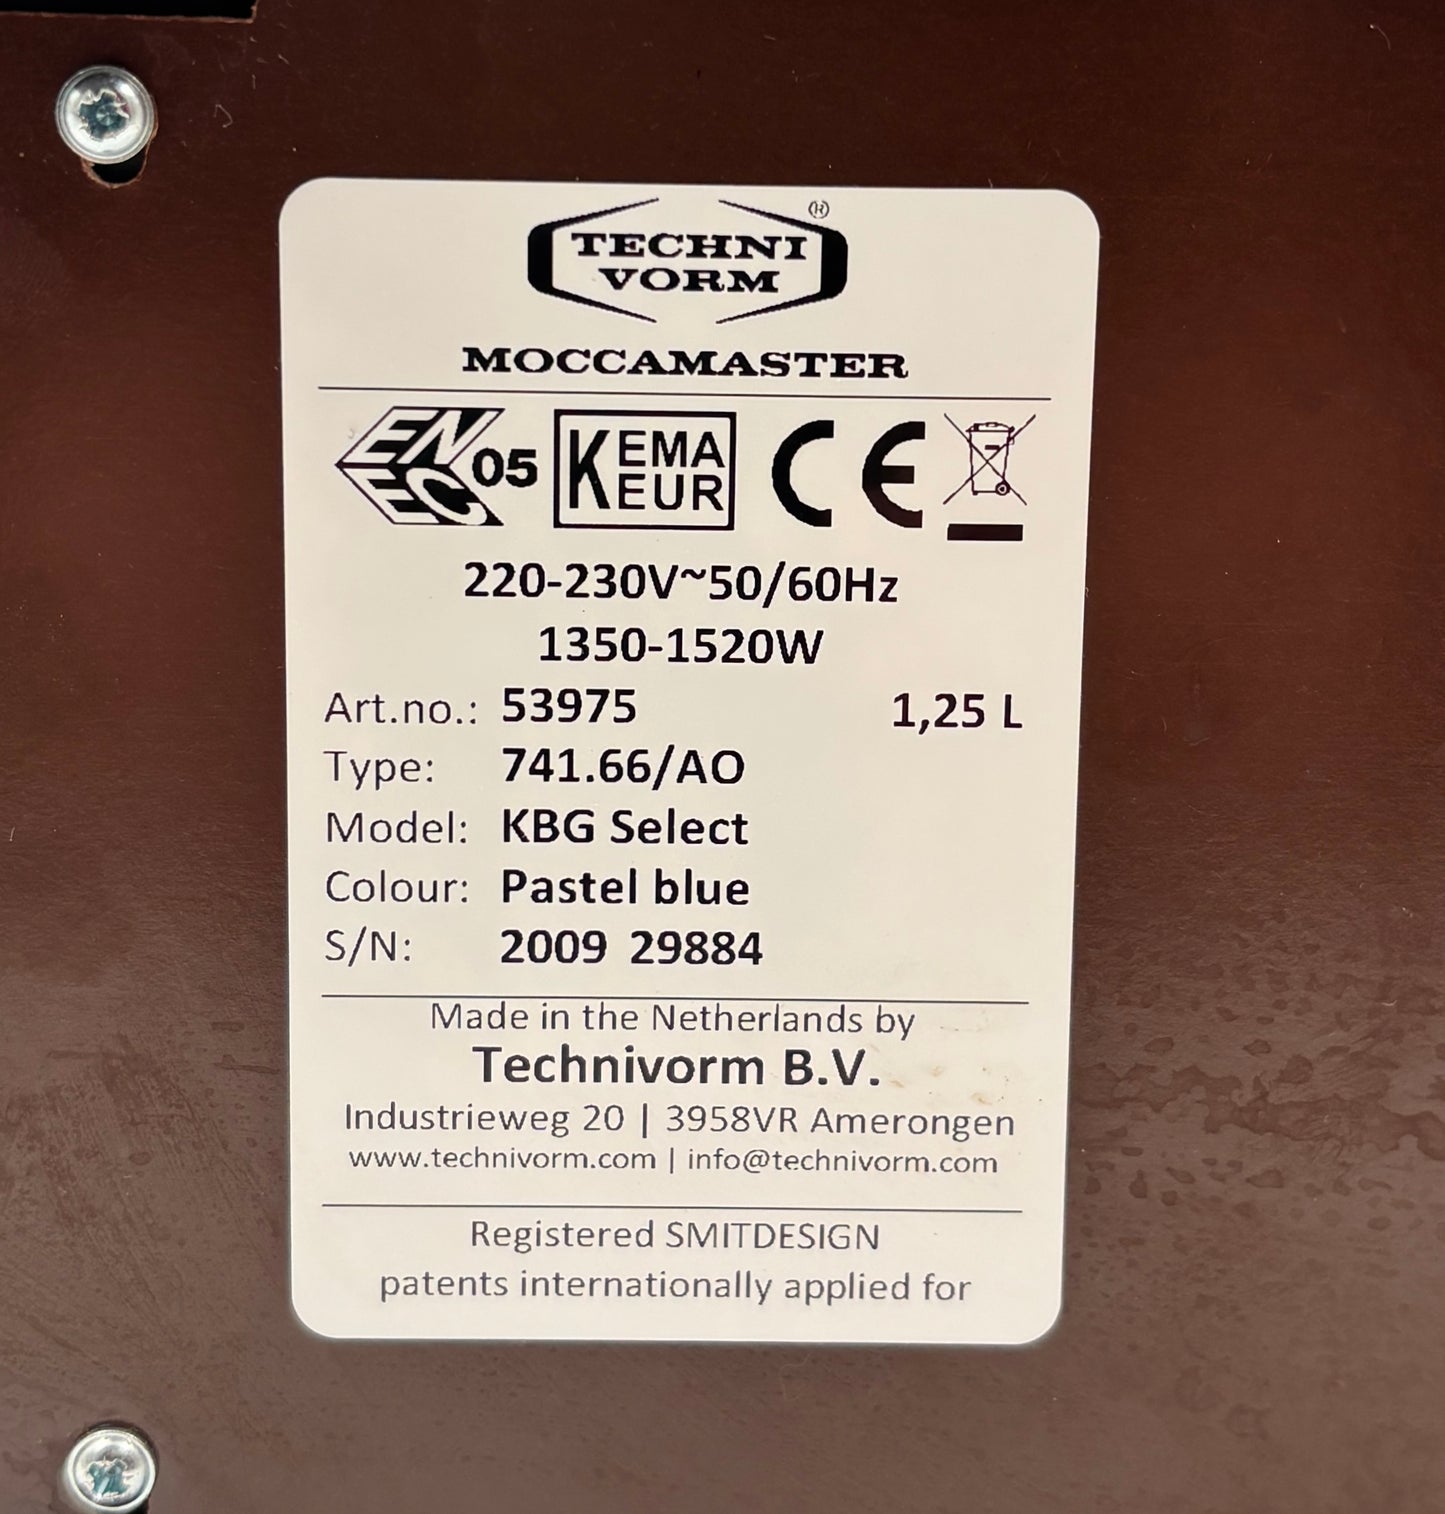 TECHNI ®
VORM
MOCCAMASTER
EN
EC 05
KEMA
KEUR
CE
220-230V~50/60Hz
1350-1520W
Art.no.: 53975 1,25 L
Type: 741.66/AO
Model: KBG Select
Colour: Pastel blue
S/N: 2009 29884
Made in the Netherlands by
Technivorm B.V.
Industrieweg 20 | 3958VR Amerongen
www.technivorm.com | info@technivorm.com
Registered SMITDESIGN
patents internationally applied for